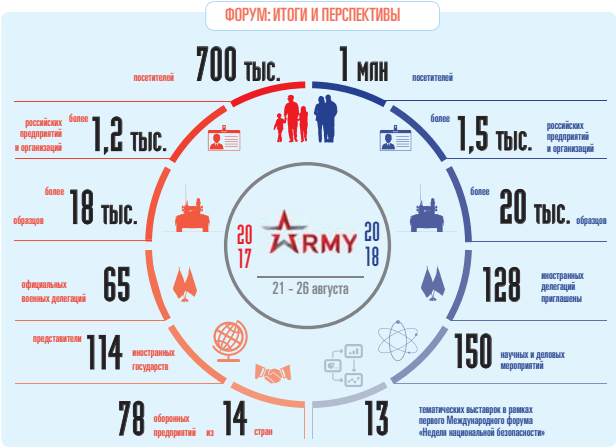 ФОРУМ: ИТОГИ И ПЕРСПЕКТИВЫ
посетителей 700 тыс.
1 млн посетителей
российских предприятий и организаций
более 1,2 тыс.
более 1,5 тыс.
российских предприятий и организаций
более
образцов 18 тыс.
более
20 тыс. образцов
20 17
ARMY
20 18
21 - 26 августа
официальных
военных делегаций 65
128 иностранных
делегаций
приглашены
представители
114 иностранных
государств
150 научных и деловых
мероприятий
78 оборонных
предприятий из 14 стран
13 тематических выставок в рамках
первого Международного форума
«Неделя национальной безопасности»